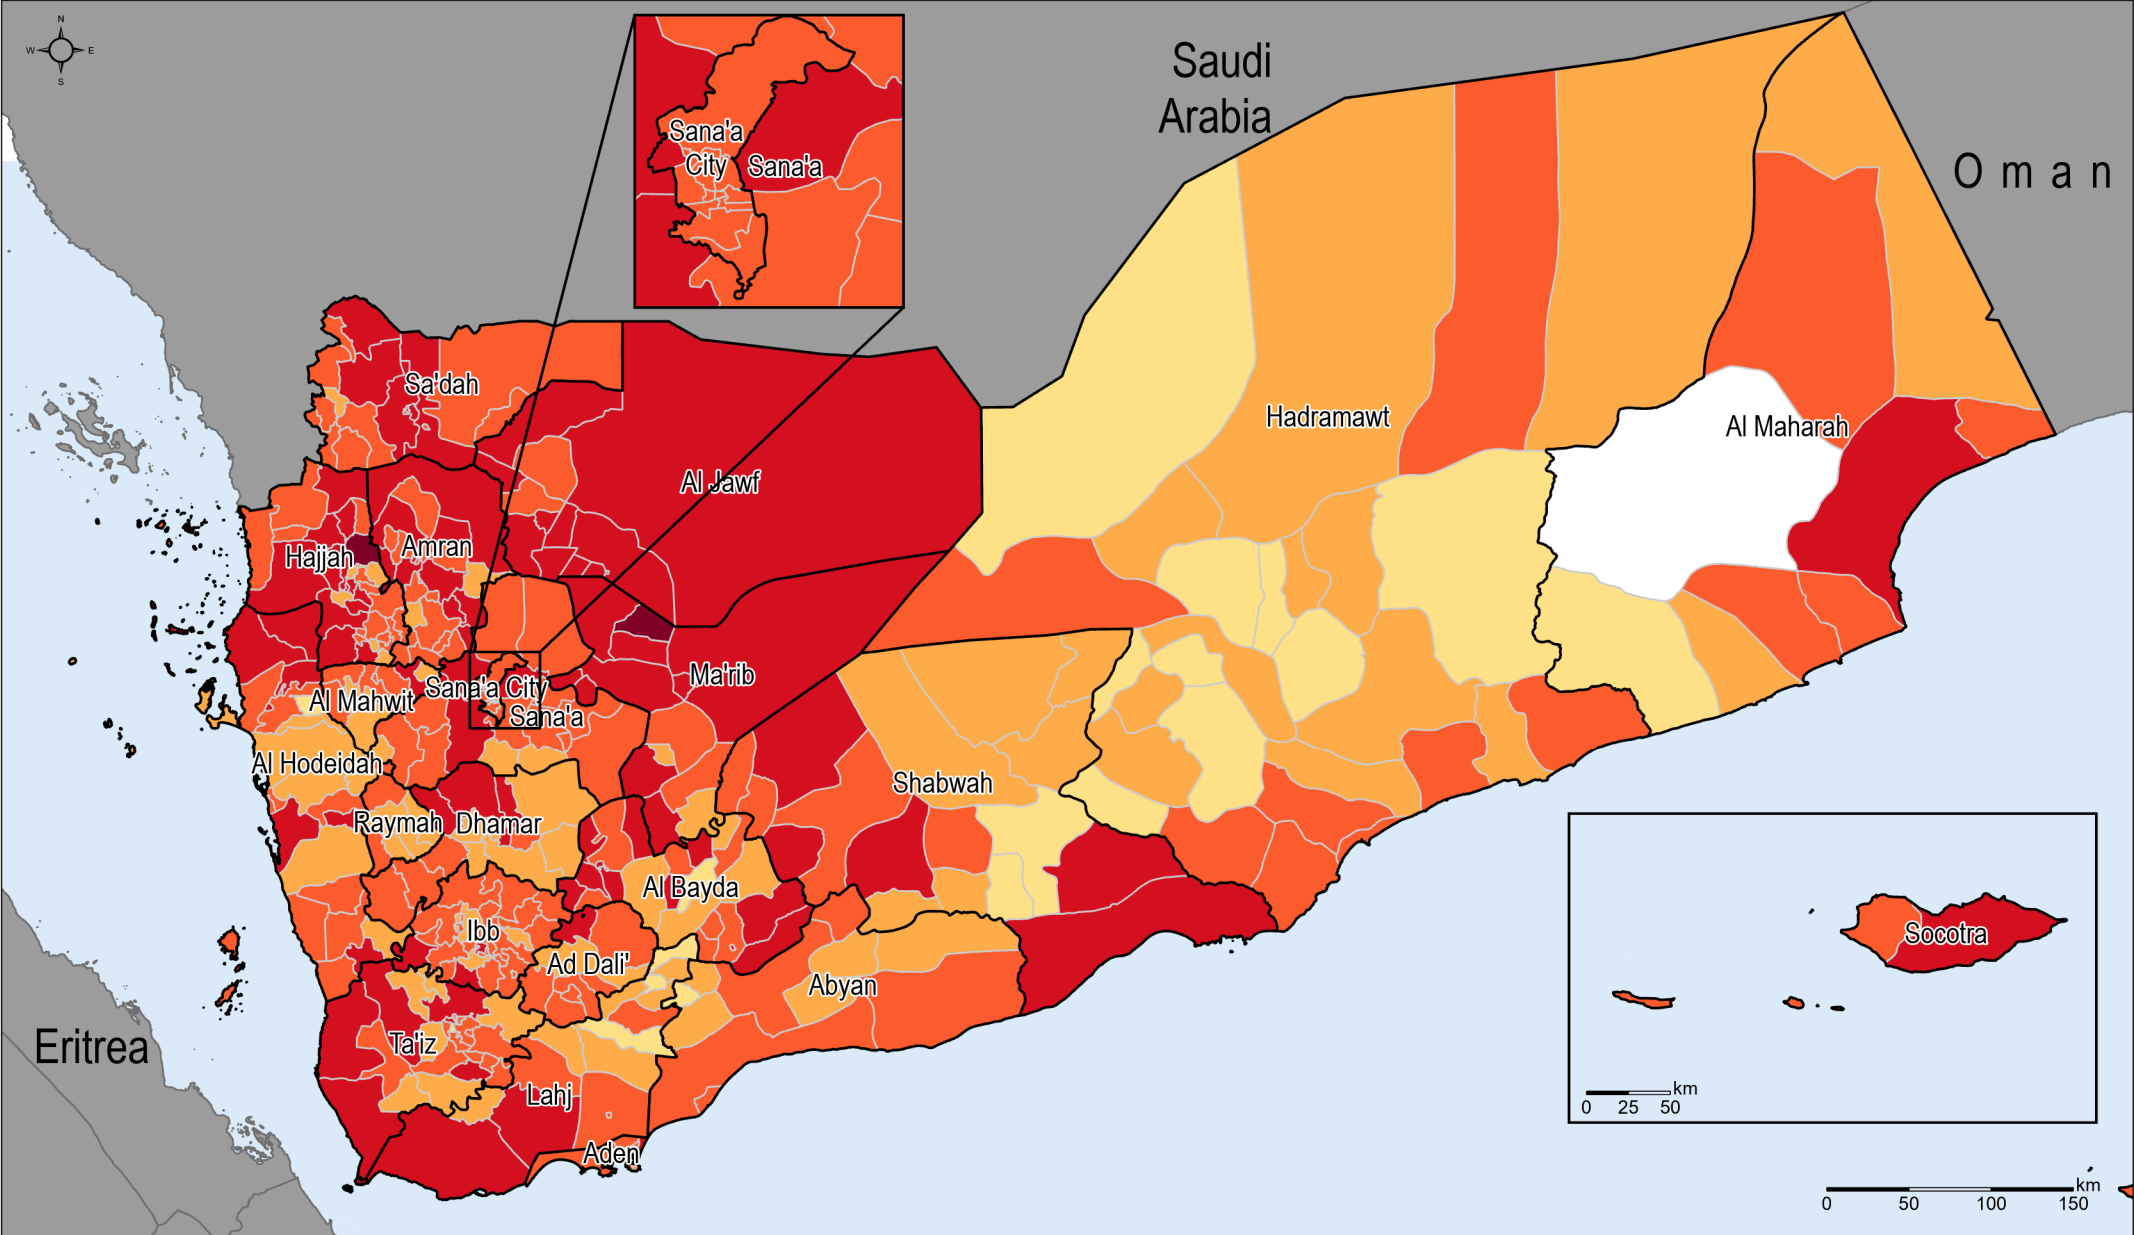 N
W E
S
Saudi
Arabia
Oman
Sana'a
City
Sana'a
Sa'dah
Hadramawt
Al Maharah
Al Jawf
Hajjah
Amran
Ma'rib
Sana'a City
Al Mahwit
Sana'a
Al Hodeidah
Shabwah
Raymah
Dhamar
Al Bayda
Ibb
Ad Dali'
Abyan
Socotra
Eritrea
Ta'iz
Lahj
Aden
km
0 25 50
km
0 50 100 150